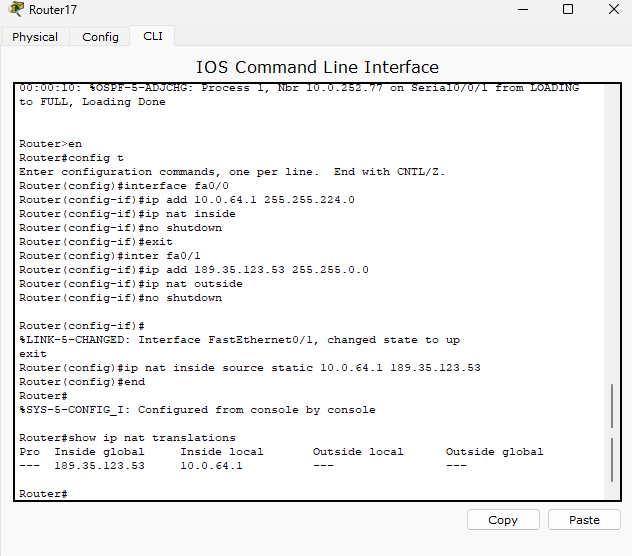 Router17
Physical Config CLI
IOS Command Line Interface
00:00:10: %OSPF-5-ADJCHG: Process 1, Nbr 10.0.252.77 on Serial0/0/1 from LOADING
to FULL, Loading Done
Router>en
Router#config t
Enter configuration commands, one per line.  End with CNTL/Z.
Router(config)#interface fa0/0
Router(config-if)#ip add 10.0.64.1 255.255.224.0
Router(config-if)#ip nat inside
Router(config-if)#no shutdown
Router(config-if)#exit
Router(config)#inter fa0/1
Router(config-if)#ip add 189.35.123.53 255.255.0.0
Router(config-if)#ip nat outside
Router(config-if)#no shutdown
Router(config-if)#
%LINK-5-CHANGED: Interface FastEthernet0/1, changed state to up
exit
Router(config)#ip nat inside source static 10.0.64.1 189.35.123.53
Router(config)#end
Router#
%SYS-5-CONFIG_I: Configured from console by console
Router#show ip nat translations
Pro  Inside global     Inside local       Outside local      Outside global
---  189.35.123.53     10.0.64.1          ---                ---
Router#
Copy Paste